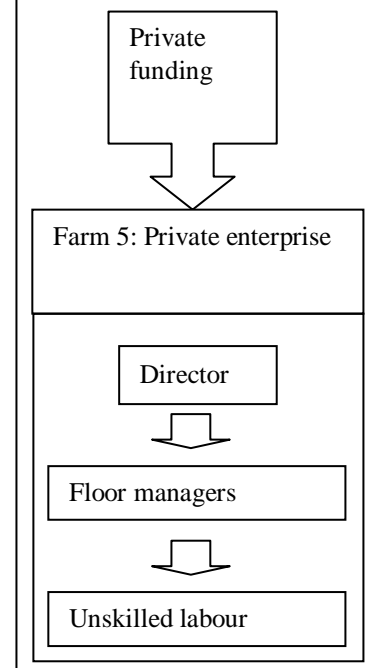 Private
funding
Farm 5: Private enterprise
Director
Floor managers
Unskilled labour